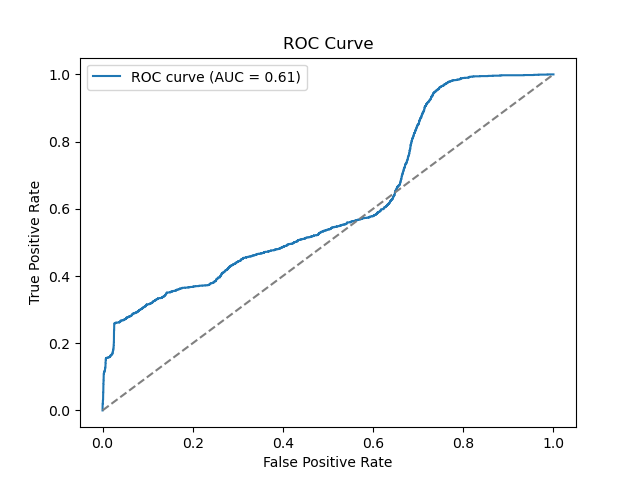 ROC Curve
ROC curve (AUC = 0.61)
True Positive Rate
1.0
0.8
0.6
0.4
0.2
0.0
0.0 0.2 0.4 0.6 0.8 1.0
False Positive Rate